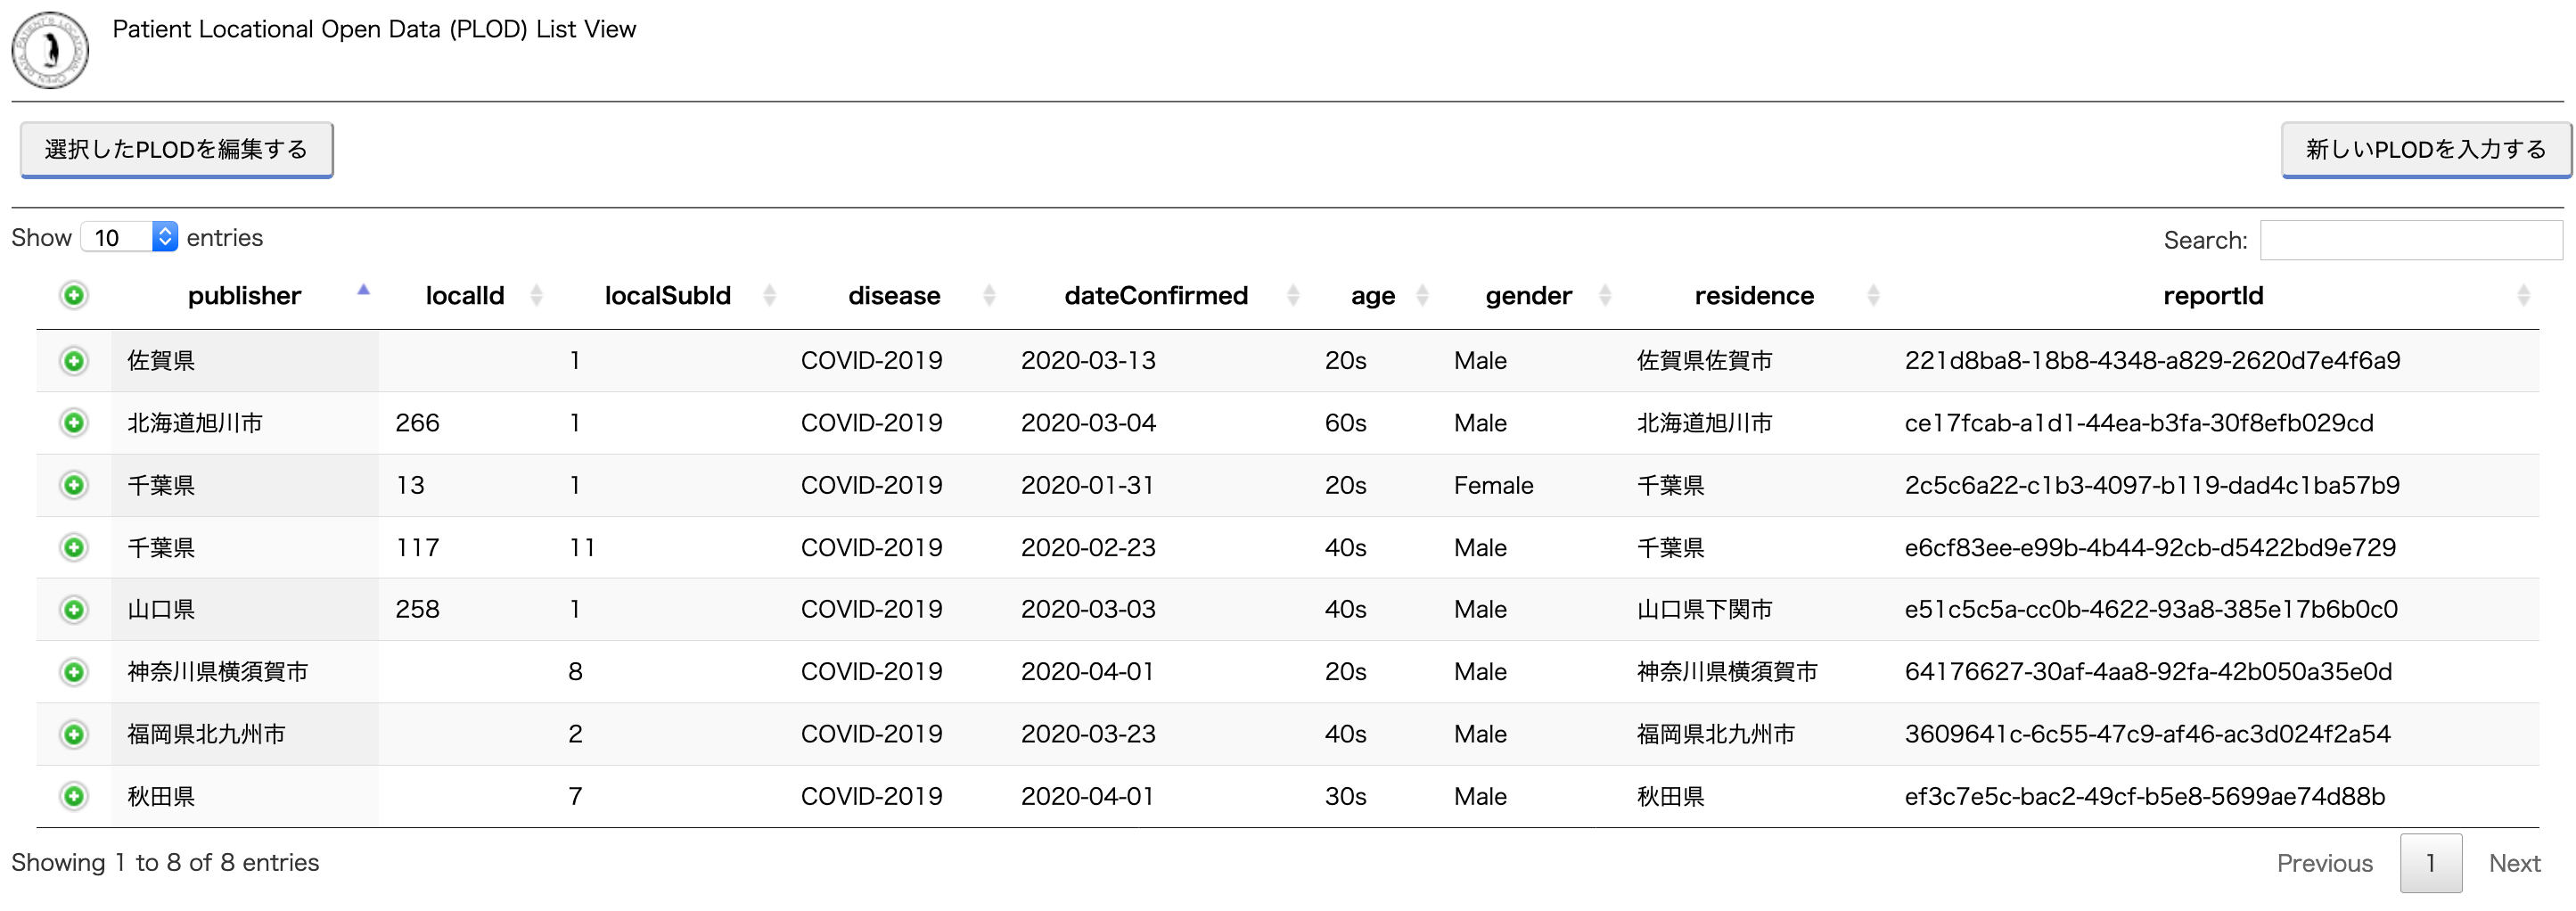 PATIENT'S LOCATIONAL OPEN DATA
Patient Locational Open Data (PLOD) List View
選択したPLODを編集する 新しいPLODを入力する
Show 10 entries Search:
publisher localId localSubId disease dateConfirmed age gender residence reportId
佐賀県 1 COVID-2019 2020-03-13 20s Male 佐賀県佐賀市 221d8ba8-18b8-4348-a829-2620d7e4f6a9
北海道旭川市 266 1 COVID-2019 2020-03-04 60s Male 北海道旭川市 ce17fcab-a1d1-44ea-b3fa-30f8efb029cd
千葉県 13 1 COVID-2019 2020-01-31 20s Female 千葉県 2c5c6a22-c1b3-4097-b119-dad4c1ba57b9
千葉県 117 11 COVID-2019 2020-02-23 40s Male 千葉県 e6cf83ee-e99b-4b44-92cb-d5422bd9e729
山口県 258 1 COVID-2019 2020-03-03 40s Male 山口県下関市 e51c5c5a-cc0b-4622-93a8-385e17b6b0c0
神奈川県横須賀市 8 COVID-2019 2020-04-01 20s Male 神奈川県横須賀市 64176627-30af-4aa8-92fa-42b050a35e0d
福岡県北九州市 2 COVID-2019 2020-03-23 40s Male 福岡県北九州市 3609641c-6c55-47c9-af46-ac3d024f2a54
秋田県 7 COVID-2019 2020-04-01 30s Male 秋田県 ef3c7e5c-bac2-49cf-b5e8-5699ae74d88b
Showing 1 to 8 of 8 entries Previous 1 Next